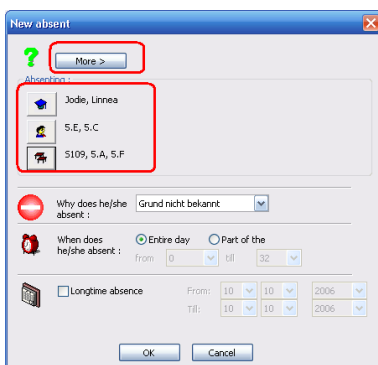 New absent
More >
Absenting :
Jodie, Linnea
5.E, 5.C
S109, 5.A, 5.F
Why does he/she absent :
Grund nicht bekannt
When does he/she absent :
Entire day Part of the
from 0 till 32
Longtime absence
From: 10 10 2006
Till: 10 10 2006
OK Cancel